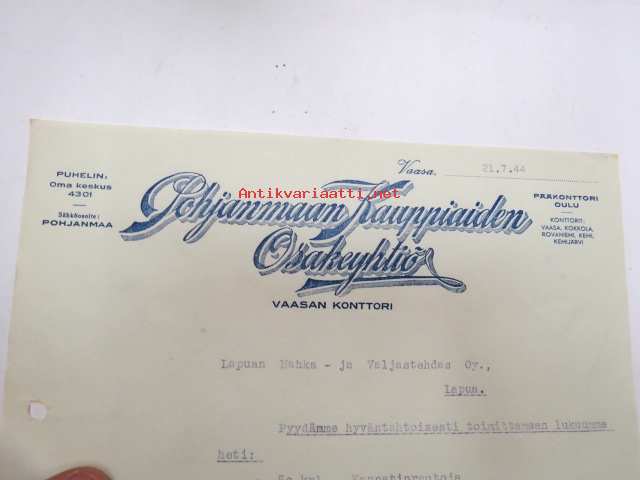 PUHELIN:
Oma keskus
4301
Sähköosoite:
POHJANMAA
Vaasa, 21.7.44
Antikvariaatti.net
Pohjanmaan Kauppiaiden
Osakeyhtiö
VAASAN KONTTORI
PÄÄKONTTORI
OULU
KONTTORIT:
VAASA, KOKKOLA,
ROVANIEMI, KEMI,
KEMIJÄRVI
Lapuan Nahka - ja Valjastehdas Oy.,
Lapua.
Pyydämme hyväntahtoisesti toimittamaan lukuumme
heti: